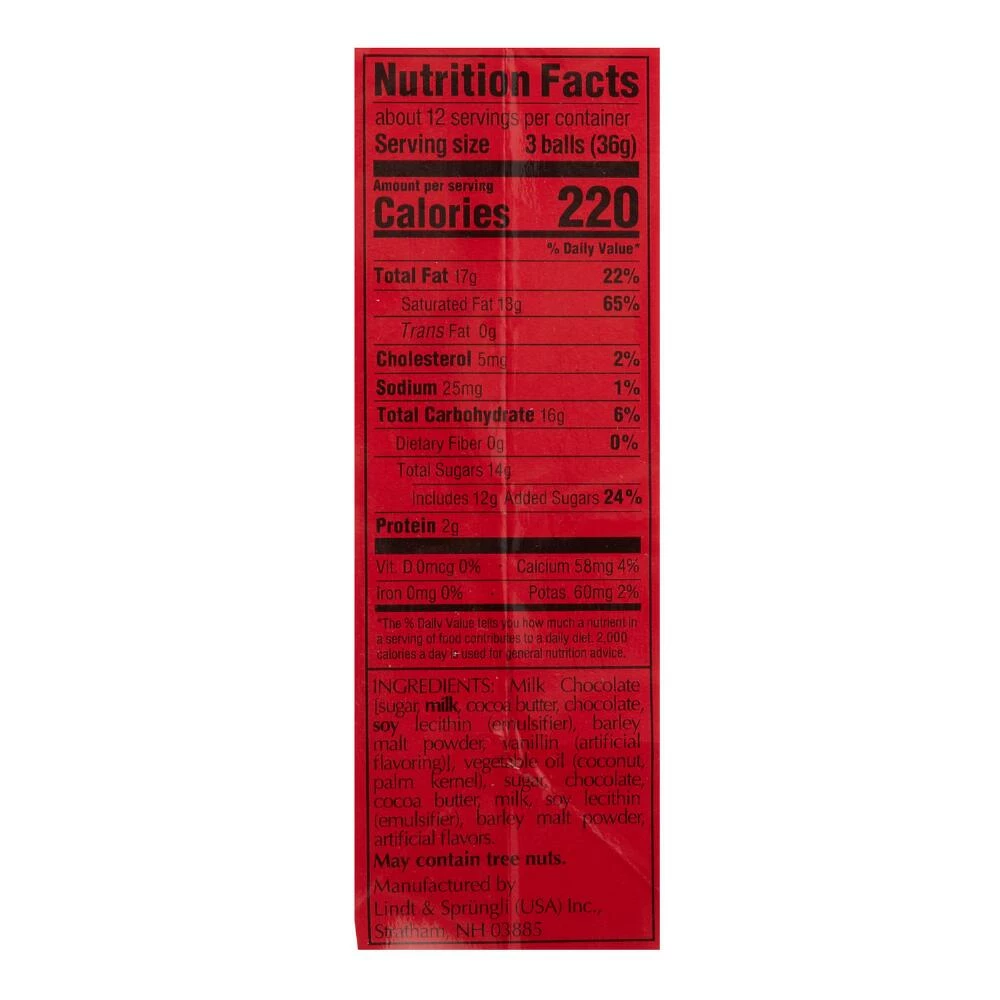 Nutrition Facts
about 12 servings per container
Serving size 3 balls (36g)
Amount per serving
Calories 220
% Daily Value*
Total Fat 17g 22%
Saturated Fat 13g 65%
Trans Fat 0g
Cholesterol 5mg 2%
Sodium 25mg 1%
Total Carbohydrate 16g 6%
Dietary Fiber 0g 0%
Total Sugars 14g
Includes 12g Added Sugars 24%
Protein 2g
Vit. D 0mcg 0% · Calcium 58mg 4%
Iron 0mg 0% · Potas. 60mg 2%
*The % Daily Value tells you how much a nutrient in
a serving of food contributes to a daily diet. 2,000
calories a day is used for general nutrition advice.
INGREDIENTS: Milk Chocolate
[sugar, milk, cocoa butter, chocolate,
soy lecithin (emulsifier), barley
malt powder, vanillin (artificial
flavoring)], vegetable oil (coconut,
palm kernel), sugar, chocolate,
cocoa butter, milk, soy lecithin
(emulsifier), barley malt powder,
artificial flavors.
May contain tree nuts.
Manufactured by
Lindt & Sprüngli (USA) Inc.,
Stratham, NH 03885